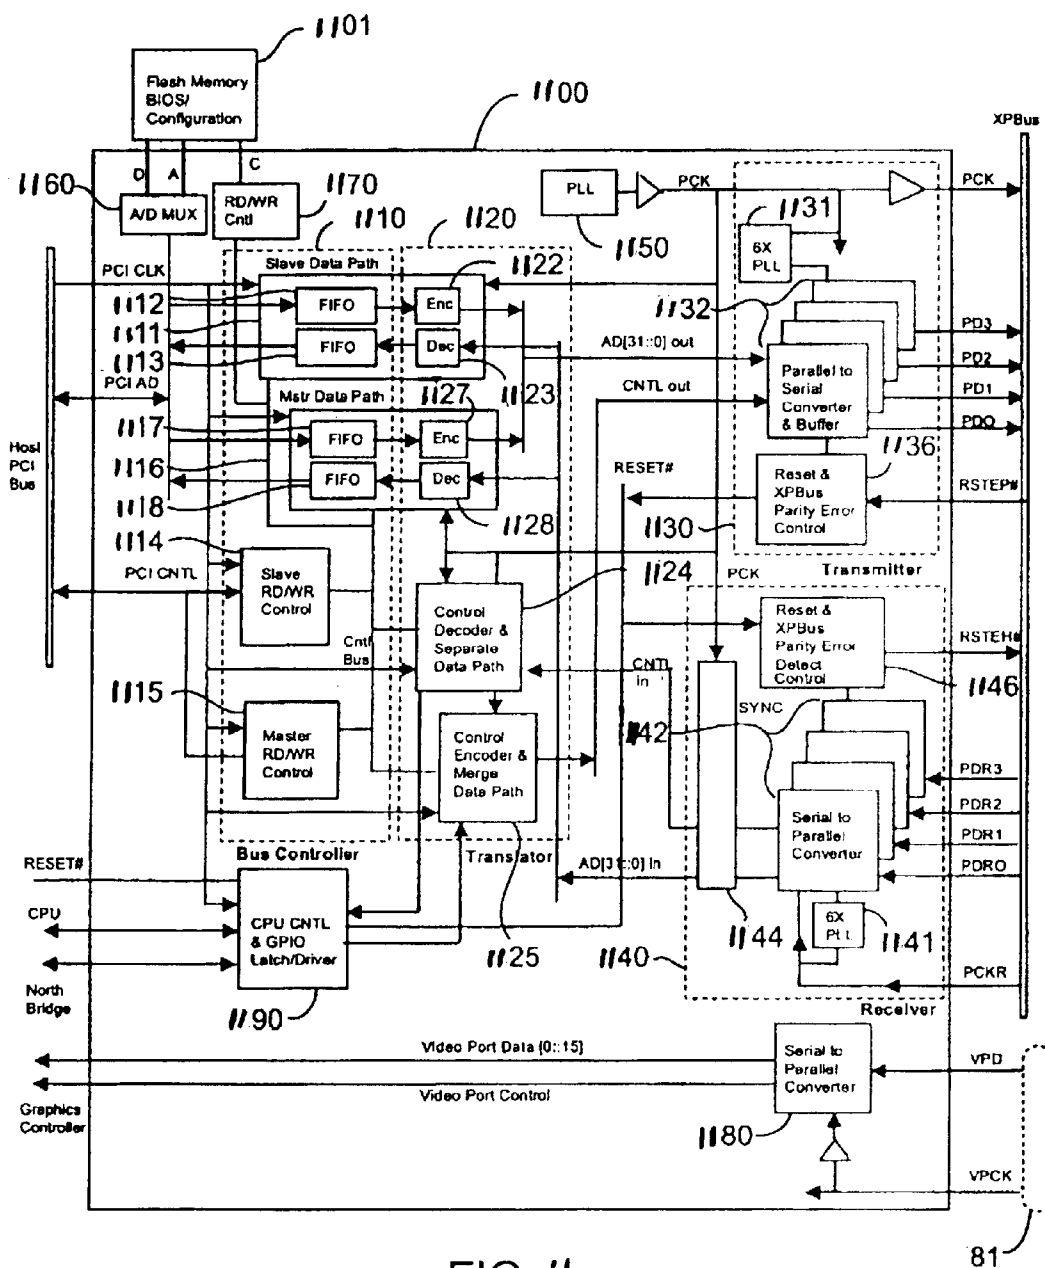 1101
Flash Memory
BIOS/
Configuration
1100
XPBus
D
A
C
1160
A/D MUX
RD/WR
Cntl
1170
PLL
PCK
PCK
1150
1131
6X
PLL
1110
1120
Slave Data Path
PCI CLK
1122
1112
FIFO
Enc
1132
1111
FIFO
Dec
1113
1123
AD[31::0] out
PD3
PD2
PD1
PD0
Parallel to
Serial
Converter
& Buffer
PCI AD
CNTL out
Mstr Data Path
1127
1117
FIFO
Enc
1116
FIFO
Dec
1118
1128
Host
PCI
Bus
RESET#
1136
Reset &
XPBus
Parity Error
Control
RSTEP#
1130
Transmitter
1114
PCI CNTL
Slave
RD/WR
Control
1124
PCK
Control
Decoder &
Separate
Data Path
Cntl
Bus
CNTL
in
Reset &
XPBus
Parity Error
Detect
Control
RSTEH#
1146
1115
Master
RD/WR
Control
Control
Encoder &
Merge
Data Path
SYNC
1142
PDR3
PDR2
PDR1
PDR0
Serial to
Parallel
Converter
Bus Controller
Translator
AD[31::0] in
RESET#
CPU
CPU CNTL
& GPIO
Latch/Driver
North
Bridge
1190
1125
1144
6X
PLL
1141
1140
PCKR
Receiver
Video Port Data [0::15]
Video Port Control
Graphics
Controller
Serial to
Parallel
Converter
VPD
1180
VPCK
81
FIG. 11